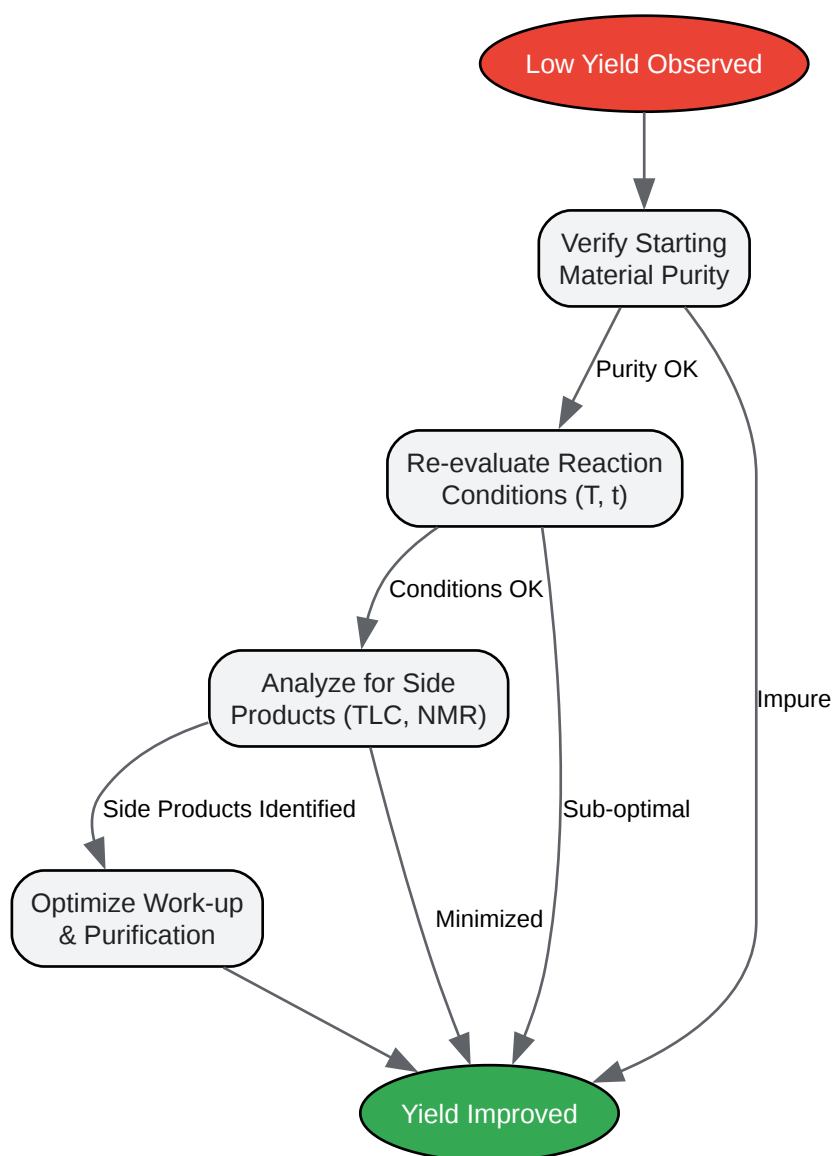 Low Yield Observed
Verify Starting
Material Purity
Purity OK
Re-evaluate Reaction
Conditions (T, t)
Conditions OK
Analyze for Side
Products (TLC, NMR)
Impure
Side Products Identified
Sub-optimal
Optimize Work-up
& Purification
Minimized
Yield Improved